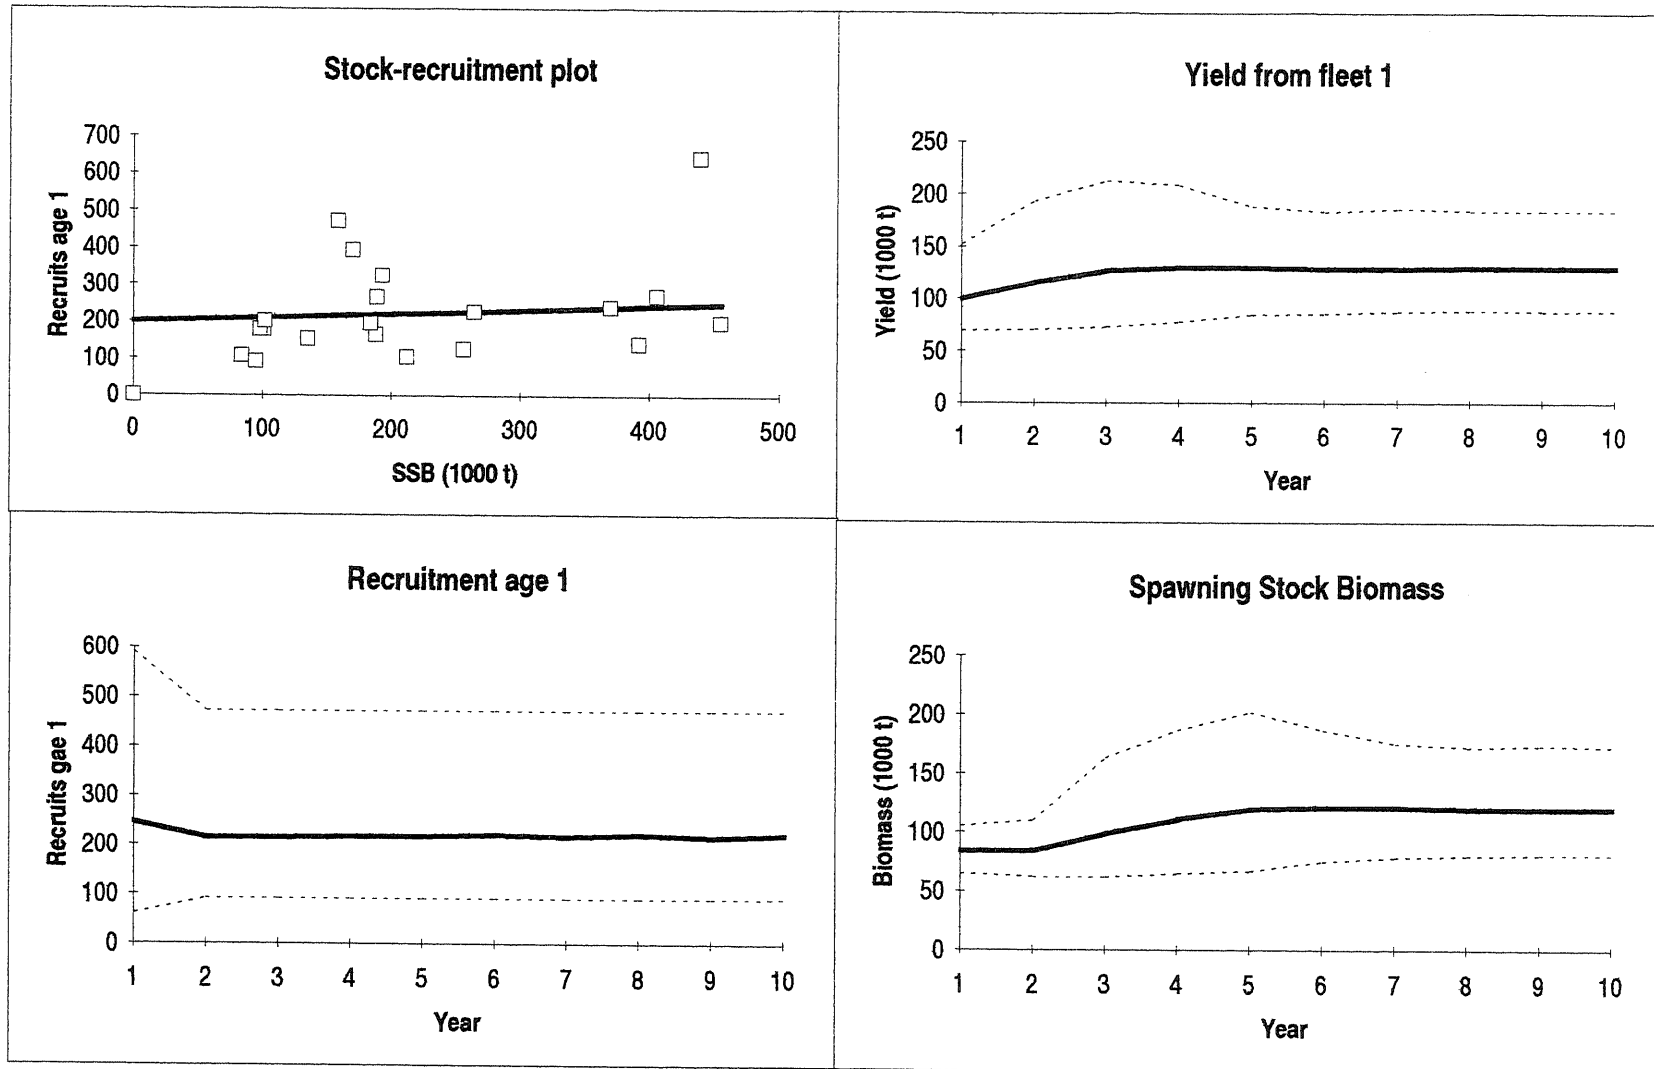 Stock-recruitment plot
Recruits age 1
700
600
500
400
300
200
100
0
0 100 200 300 400 500
SSB (1000 t)
Yield from fleet 1
Yield (1000 t)
250
200
150
100
50
0
1 2 3 4 5 6 7 8 9 10
Year
Recruitment age 1
Recruits gae 1
600
500
400
300
200
100
0
1 2 3 4 5 6 7 8 9 10
Year
Spawning Stock Biomass
Biomass (1000 t)
250
200
150
100
50
0
1 2 3 4 5 6 7 8 9 10
Year